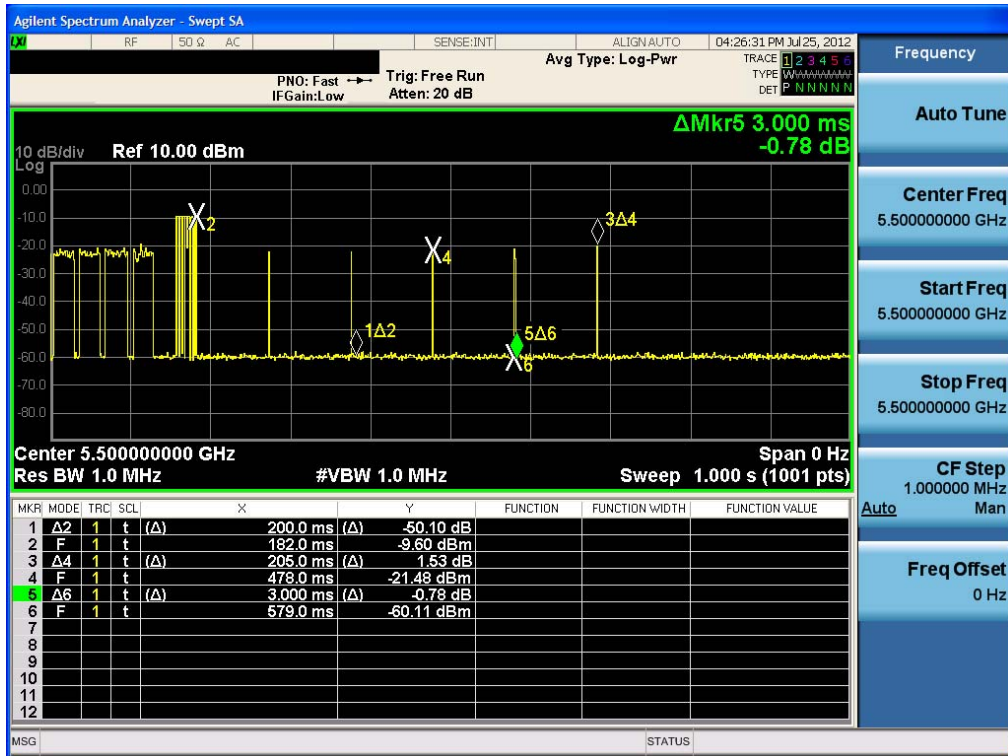 Agilent Spectrum Analyzer - Swept SA
LXI RF 50 Ω AC SENSE:INT ALIGN AUTO 04:26:31 PM Jul 25, 2012
Frequency
PNO: Fast Trig: Free Run Avg Type: Log-Pwr TRACE 1 2 3 4 5 6
IFGain:Low Atten: 20 dB TYPE
DET P N N N N N
Auto Tune
ΔMkr5 3.000 ms
-0.78 dB
10 dB/div Ref 10.00 dBm
Log
0.00
-10.0
-20.0
-30.0
-40.0
-50.0
-60.0
-70.0
-80.0
2
3Δ4
4
1Δ2
5Δ6
6
Center 5.500000000 GHz Span 0 Hz
Res BW 1.0 MHz #VBW 1.0 MHz Sweep 1.000 s (1001 pts)
Center Freq
5.500000000 GHz
Start Freq
5.500000000 GHz
Stop Freq
5.500000000 GHz
CF Step
1.000000 MHz
Auto Man
Freq Offset
0 Hz
MKR MODE TRC SCL X Y FUNCTION FUNCTION WIDTH FUNCTION VALUE
1 Δ2 1 t (Δ) 200.0 ms (Δ) -50.10 dB
2 F 1 t 182.0 ms -9.60 dBm
3 Δ4 1 t (Δ) 205.0 ms (Δ) 1.53 dB
4 F 1 t 478.0 ms -21.48 dBm
5 Δ6 1 t (Δ) 3.000 ms (Δ) -0.78 dB
6 F 1 t 579.0 ms -60.11 dBm
7
8
9
10
11
12
MSG STATUS